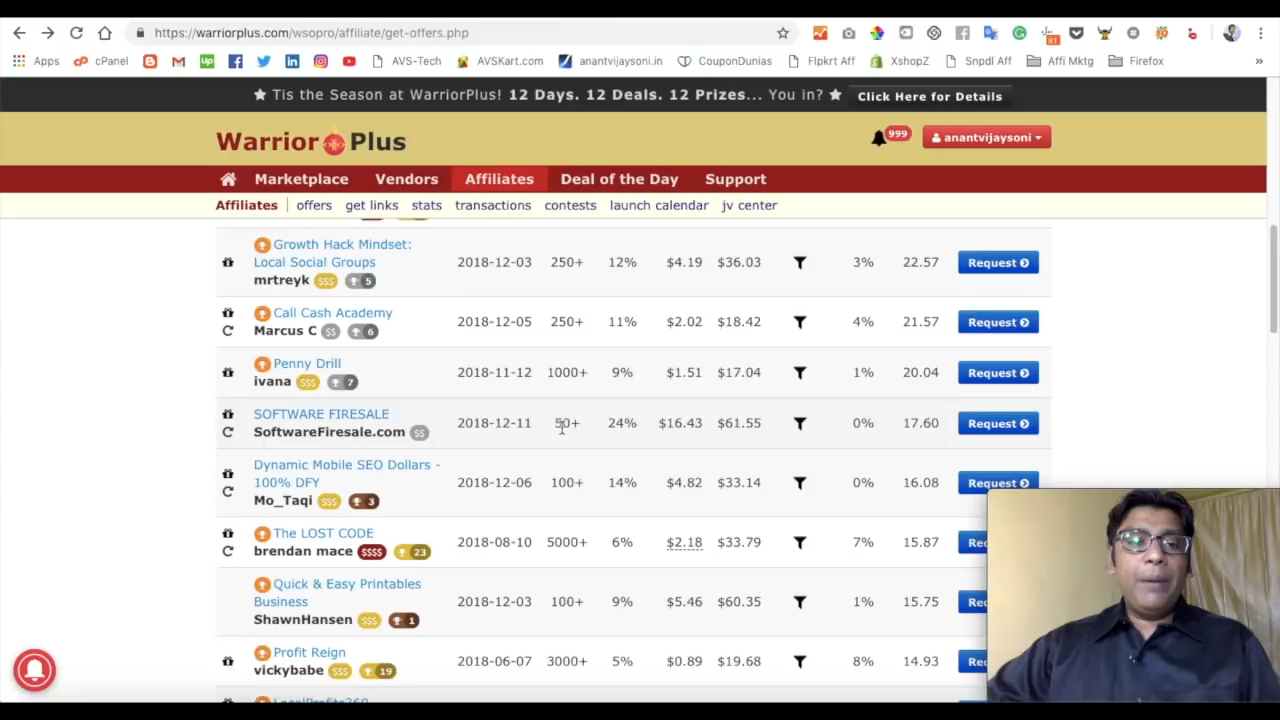 https://warriorplus.com/wsopro/affiliate/get-offers.php
81
Apps cPanel AVS-Tech AVSKart.com anantvijaysoni.in CouponDunias Flpkrt Aff XshopZ Snpdl Aff Affi Mktg Firefox »
Tis the Season at WarriorPlus! 12 Days. 12 Deals. 12 Prizes... You in? Click Here for Details
Warrior Plus 999 anantvijaysoni
Marketplace Vendors Affiliates Deal of the Day Support
Affiliates offers get links stats transactions contests launch calendar jv center
Growth Hack Mindset:
Local Social Groups 2018-12-03 250+ 12% $4.19 $36.03 3% 22.57 Request
mrtreyk $$$ 5
Call Cash Academy
2018-12-05 250+ 11% $2.02 $18.42 4% 21.57 Request
Marcus C $$ 6
Penny Drill
2018-11-12 1000+ 9% $1.51 $17.04 1% 20.04 Request
ivana $$$ 7
SOFTWARE FIRESALE
2018-12-11 50+ 24% $16.43 $61.55 0% 17.60 Request
SoftwareFiresale.com $$
Dynamic Mobile SEO Dollars -
100% DFY 2018-12-06 100+ 14% $4.82 $33.14 0% 16.08 Request
Mo_Taqi $$$ 3
The LOST CODE
2018-08-10 5000+ 6% $2.18 $33.79 7% 15.87
brendan mace $$$$ 23
Quick & Easy Printables
Business 2018-12-03 100+ 9% $5.46 $60.35 1% 15.75
ShawnHansen $$$ 1
Profit Reign
2018-06-07 3000+ 5% $0.89 $19.68 8% 14.93
vickybabe $$$ 19